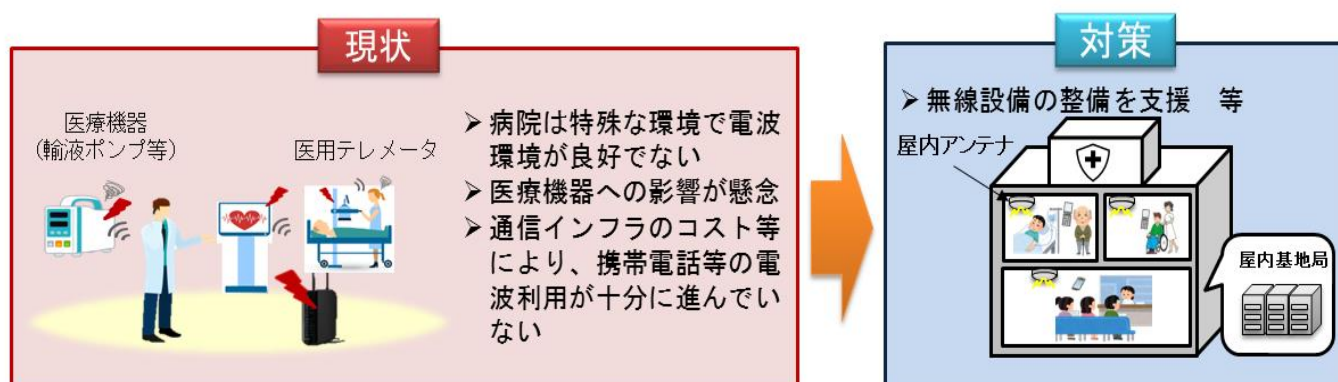 現状
医療機器
(輸液ポンプ等)
医用テレメータ
➢病院は特殊な環境で電波
環境が良好でない
➢医療機器への影響が懸念
➢通信インフラのコスト等
により、携帯電話等の電
波利用が十分に進んでい
ない
対策
➢無線設備の整備を支援　等
屋内アンテナ
屋内基地局